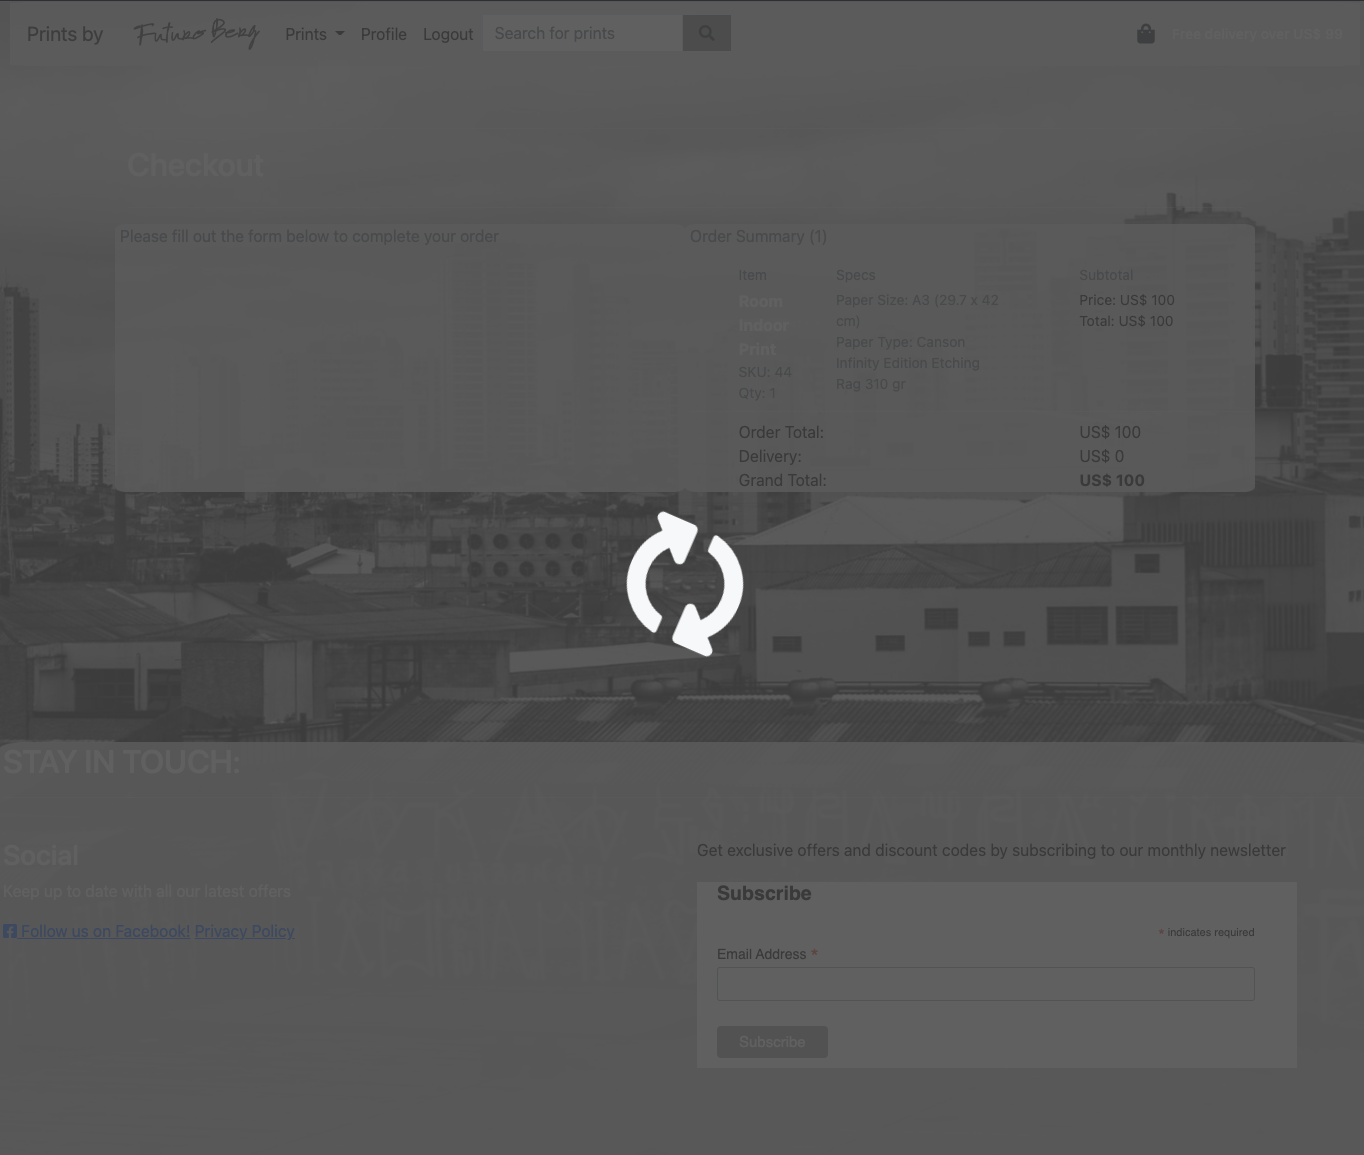 Prints by Futuro Berg Prints Profile Logout Search for prints Free delivery over US$ 99
Checkout
Please fill out the form below to complete your order
Order Summary (1)
Item Specs Subtotal
Room Indoor Print
SKU: 44
Qty: 1
Paper Size: A3 (29.7 x 42
cm)
Paper Type: Canson
Infinity Edition Etching
Rag 310 gr
Price: US$ 100
Total: US$ 100
Order Total: US$ 100
Delivery: US$ 0
Grand Total: US$ 100
STAY IN TOUCH:
Social
Keep up to date with all our latest offers
Follow us on Facebook! Privacy Policy
Get exclusive offers and discount codes by subscribing to our monthly newsletter
Subscribe
* indicates required
Email Address *
Subscribe